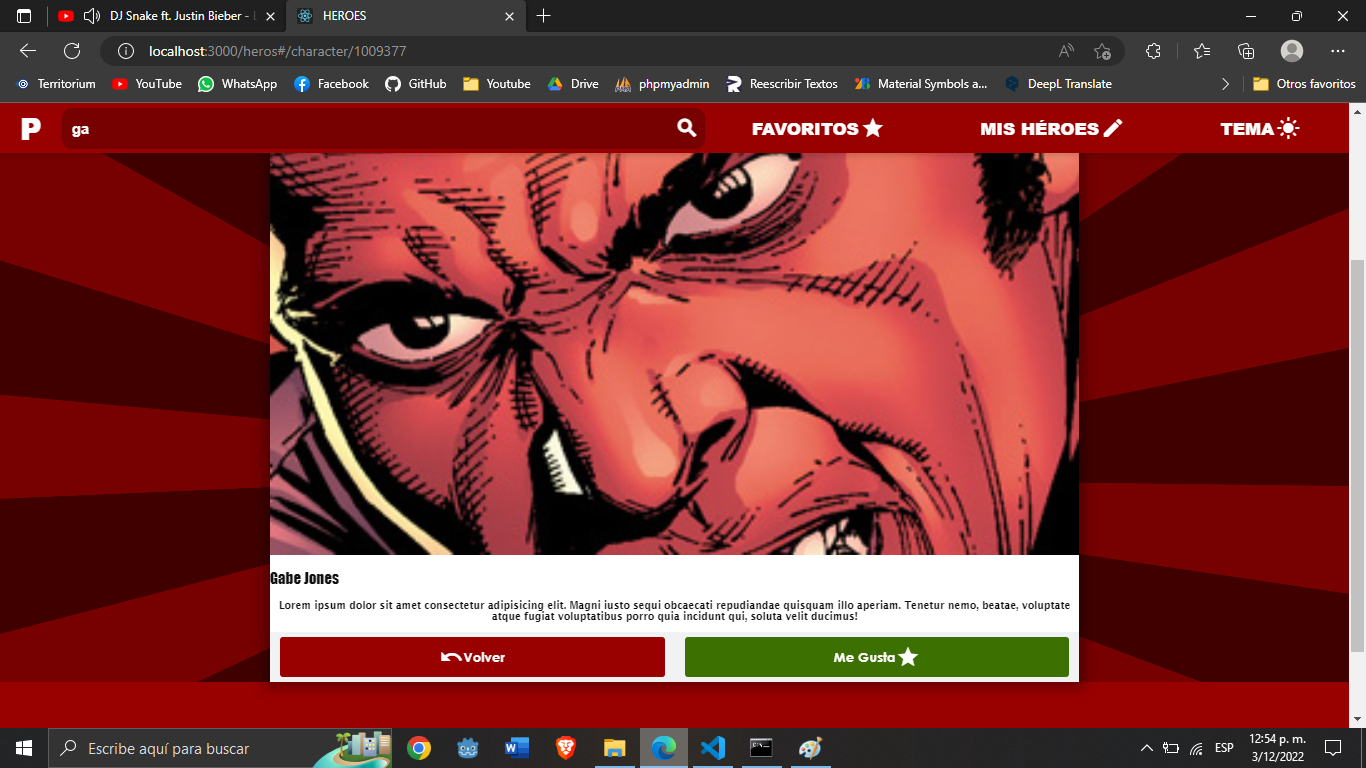 DJ Snake ft. Justin Bieber -
HEROES
localhost:3000/heros#/character/1009377
Territorium YouTube WhatsApp Facebook GitHub Youtube Drive phpmyadmin Reescribir Textos Material Symbols a... DeepL Translate Otros favoritos
P ga FAVORITOS MIS HÉROES TEMA
Gabe Jones
Lorem ipsum dolor sit amet consectetur adipisicing elit. Magni iusto sequi obcaecati repudiandae quisquam illo aperiam. Tenetur nemo, beatae, voluptate
atque fugiat voluptatibus porro quia incidunt qui, soluta velit ducimus!
Volver Me Gusta
Escribe aquí para buscar ESP 12:54 p. m.
3/12/2022